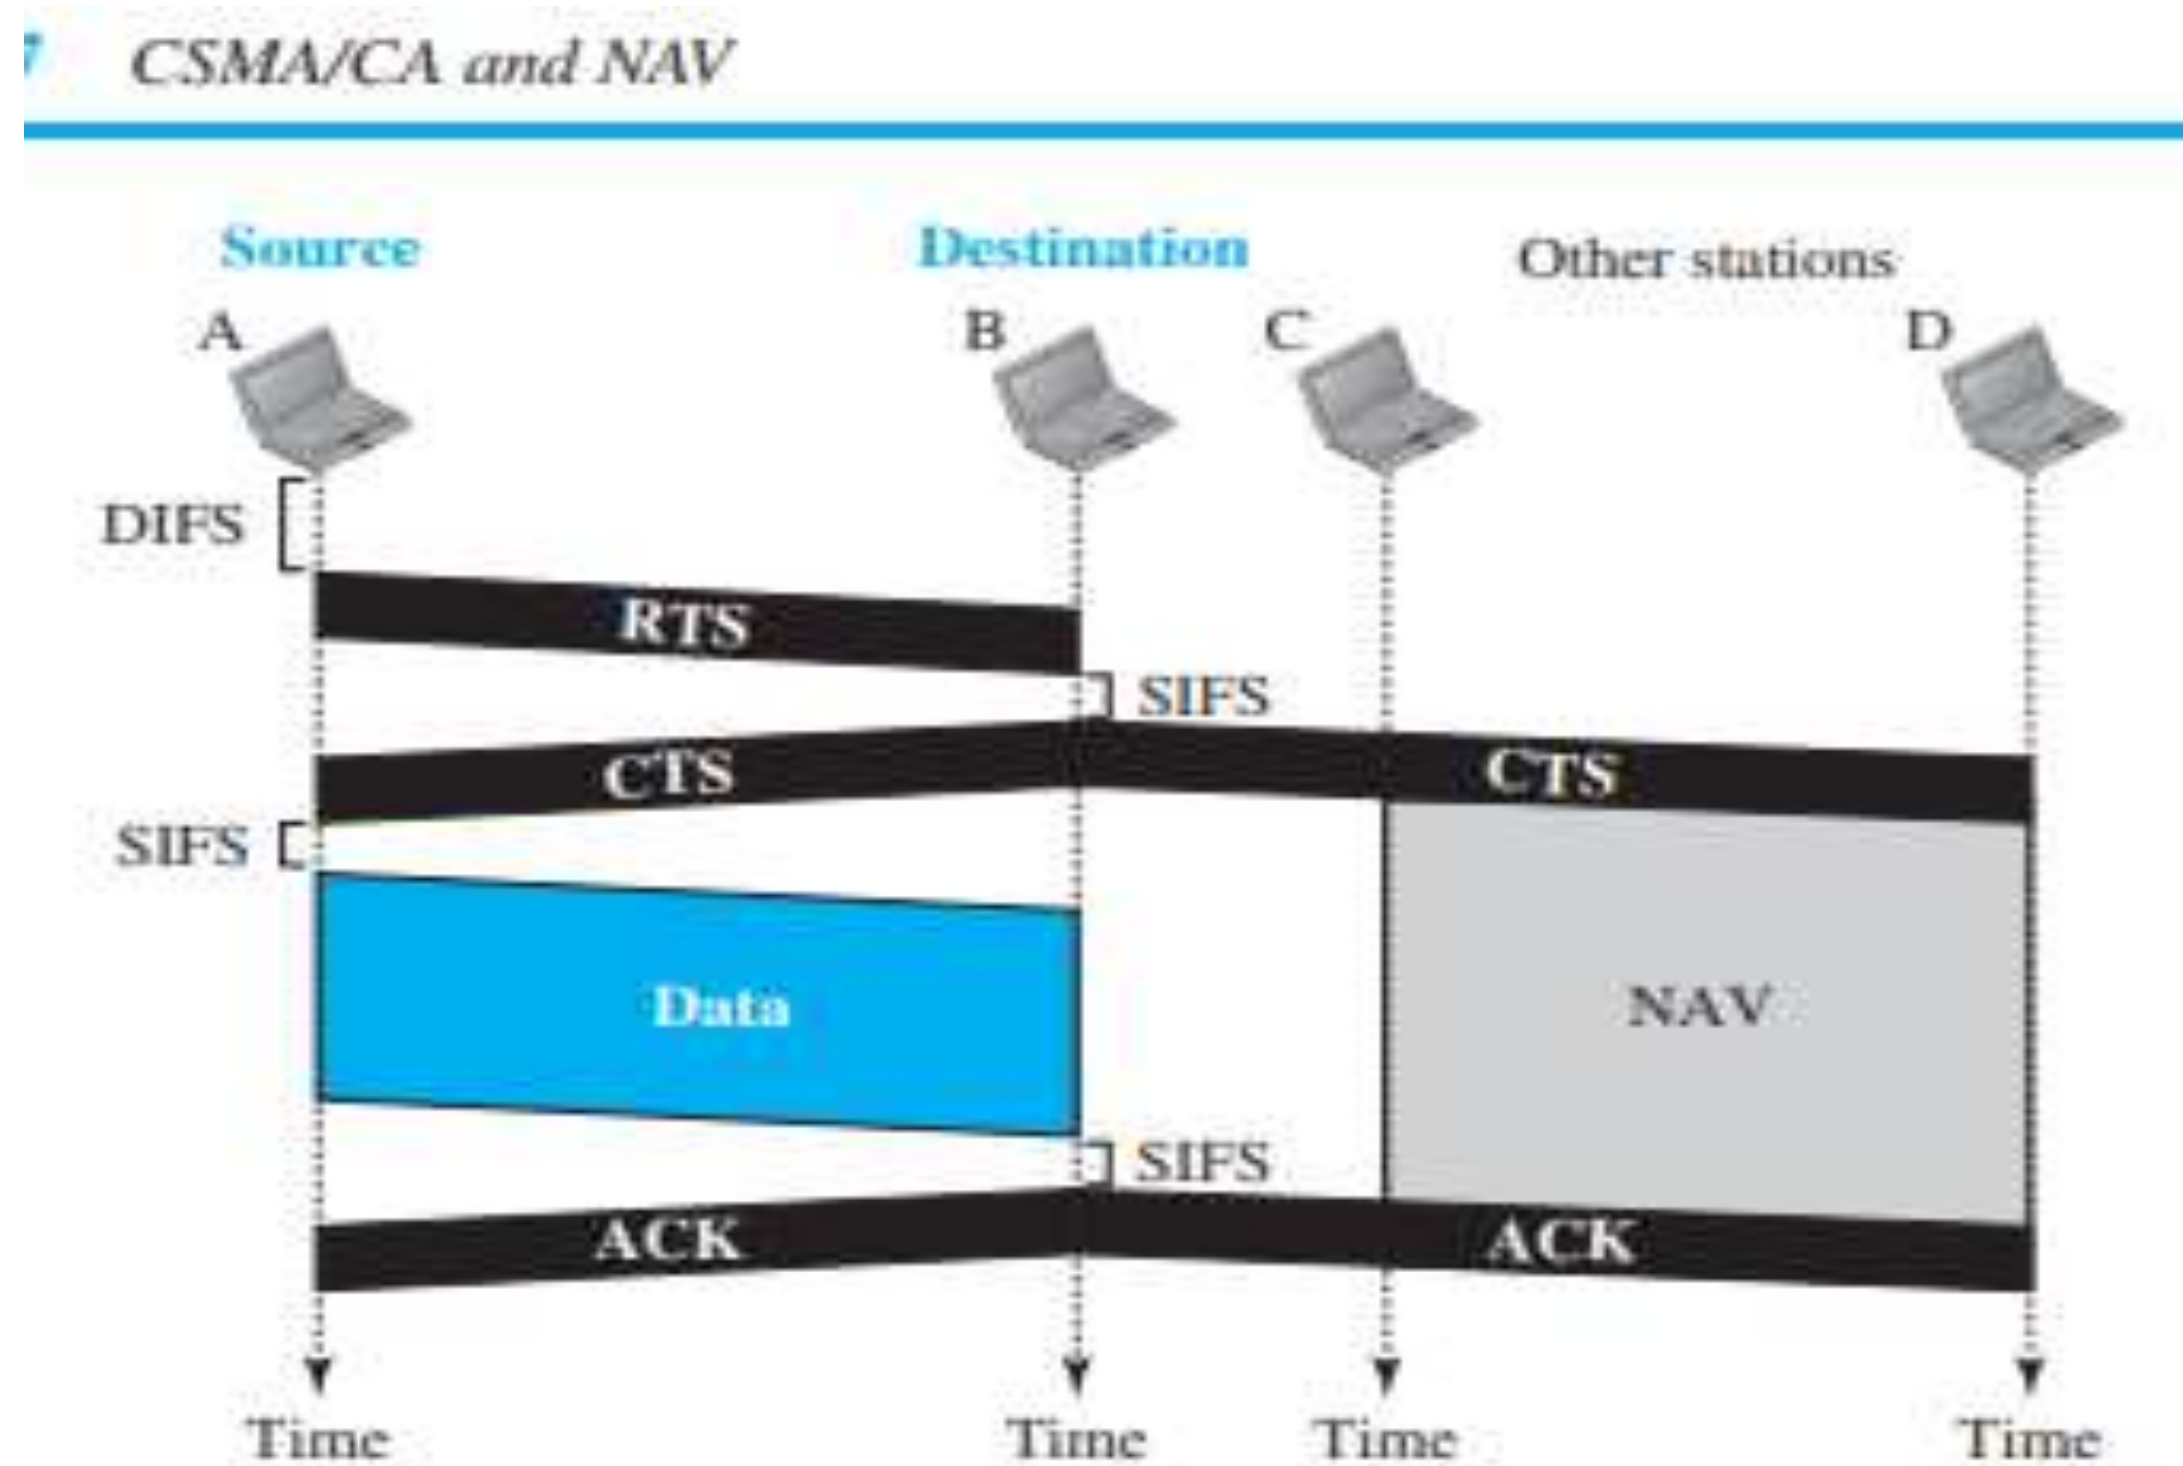 7 CSMA/CA and NAV
Source
Destination
Other stations
A
B
C
D
DIFS
RTS
SIFS
CTS
CTS
SIFS
Data
NAV
SIFS
ACK
ACK
Time
Time
Time
Time